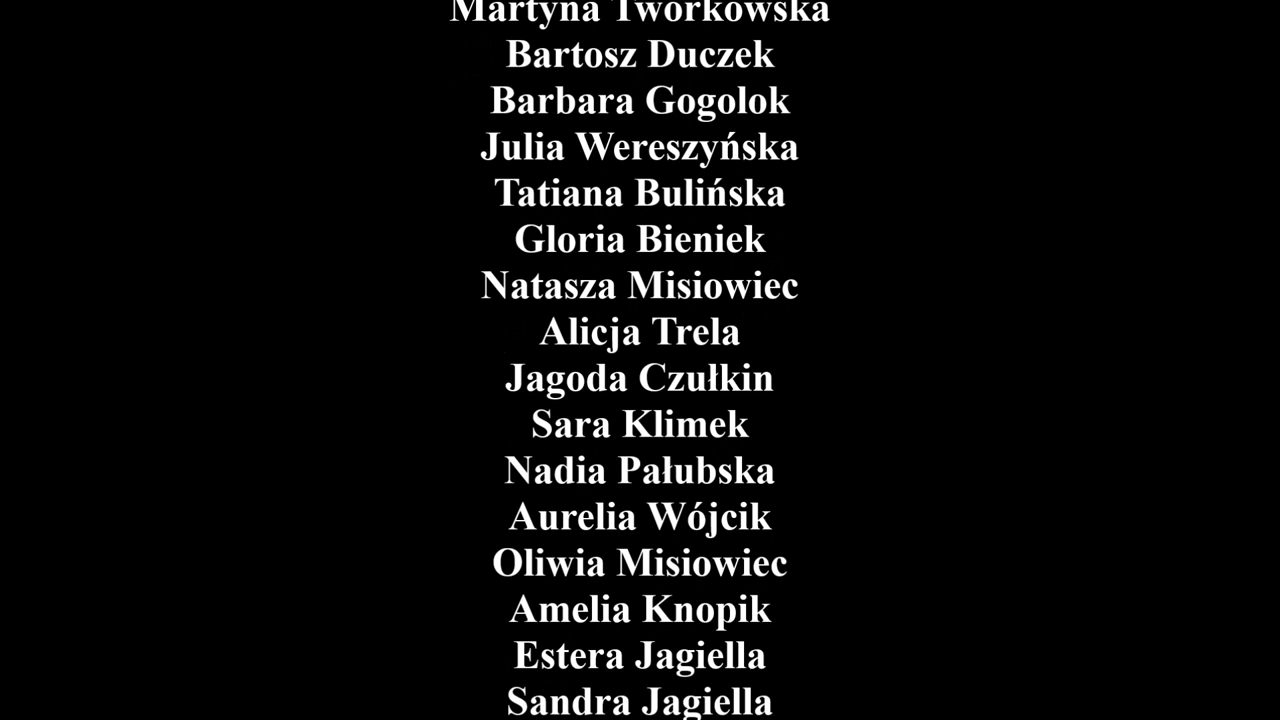 Martyna Tworkowska
Bartosz Duczek
Barbara Gogolok
Julia Wereszyńska
Tatiana Bulińska
Gloria Bieniek
Natasza Misiowiec
Alicja Trela
Jagoda Czułkin
Sara Klimek
Nadia Pałubska
Aurelia Wójcik
Oliwia Misiowiec
Amelia Knopik
Estera Jagiella
Sandra Jagiella